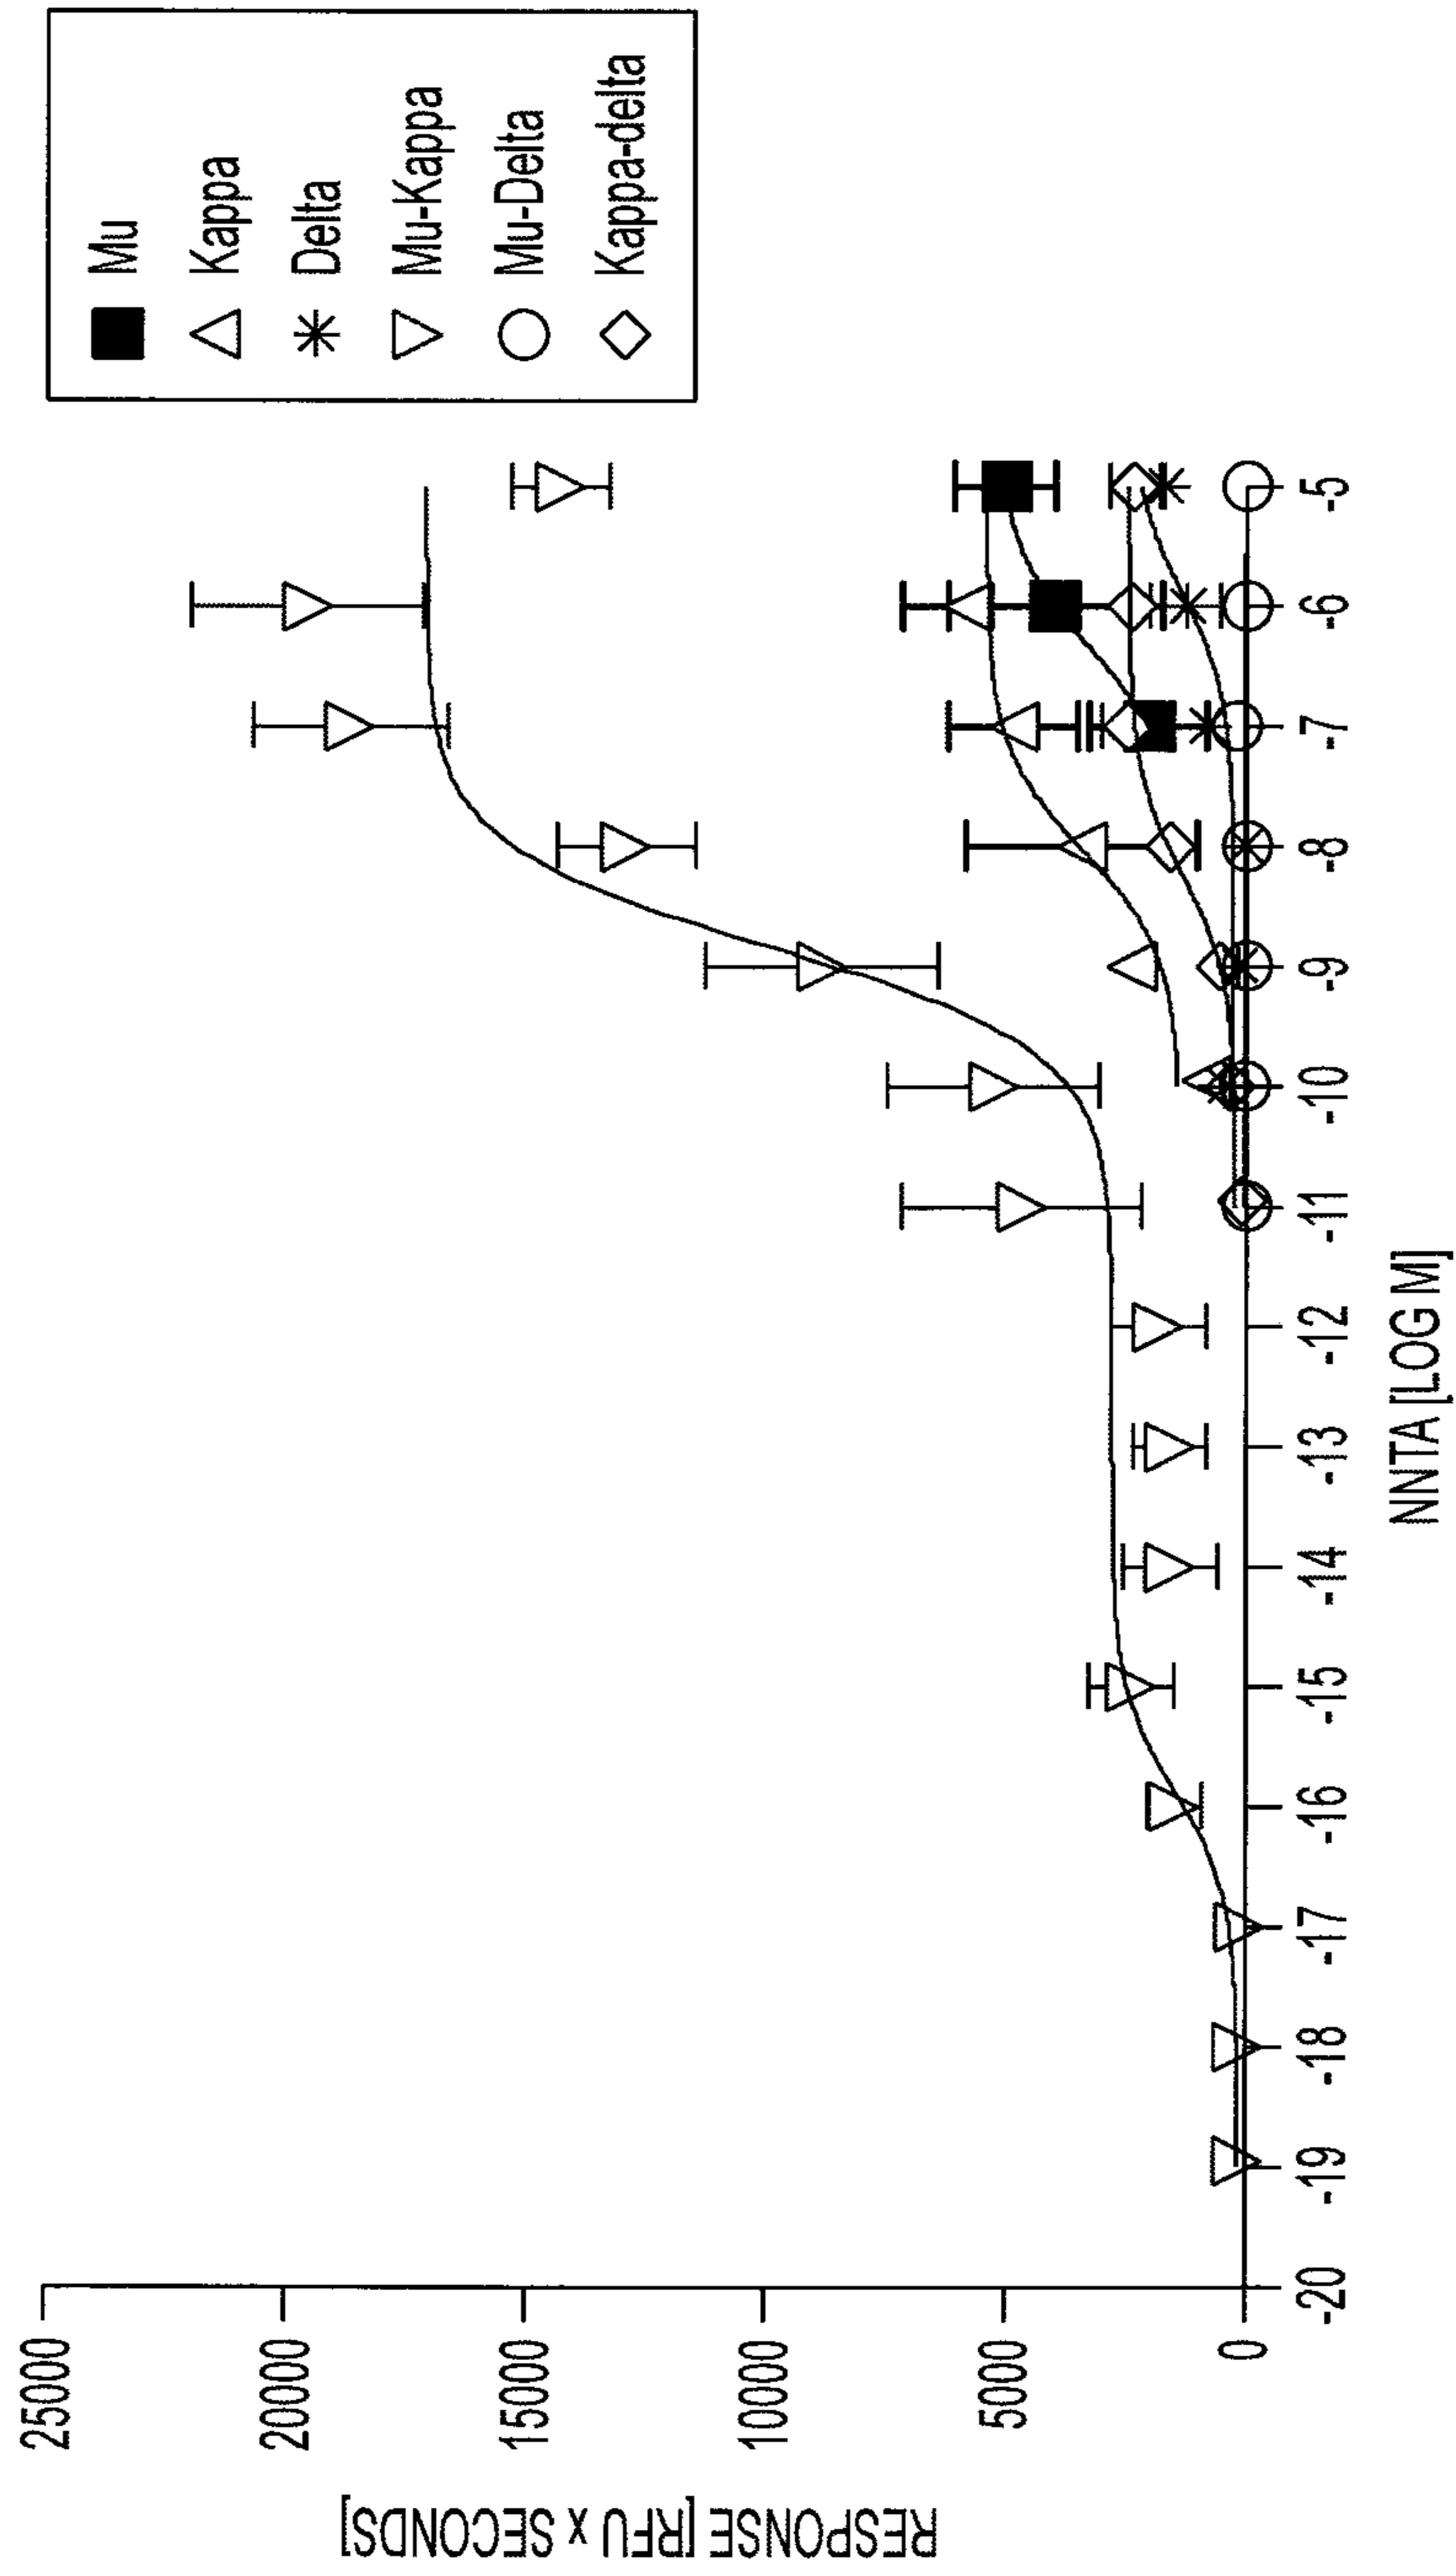 Mu
Kappa
Delta
Mu-Kappa
Mu-Delta
Kappa-delta
25000
20000
15000
10000
5000
0
RESPONSE [RFU x SECONDS]
-20 -19 -18 -17 -16 -15 -14 -13 -12 -11 -10 -9 -8 -7 -6 -5
NNTA [LOG M]